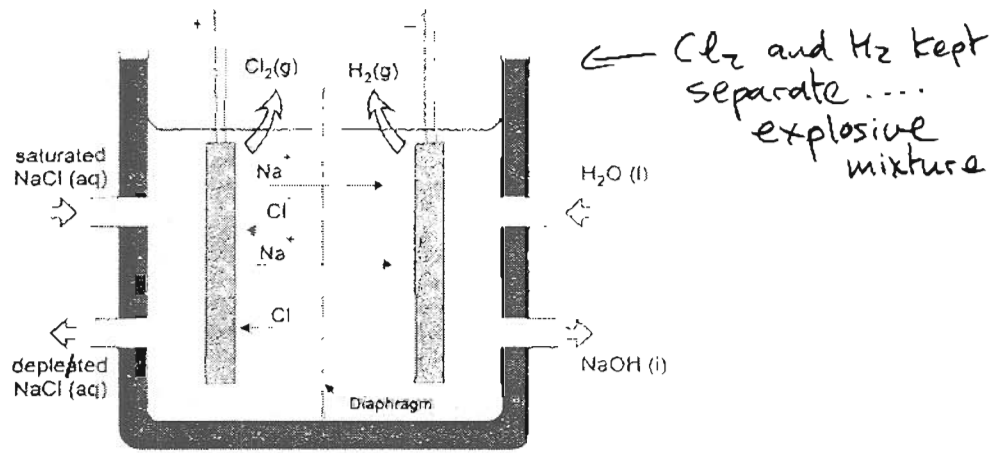 +
−
← Cl₂ and H₂ kept
separate ....
explosive
mixture
Cl₂(g)
H₂(g)
saturated
NaCl (aq)
Na⁺
H₂O (l)
Cl
Na⁺
Cl
depleated
NaCl (aq)
NaOH (i)
Diaphragm